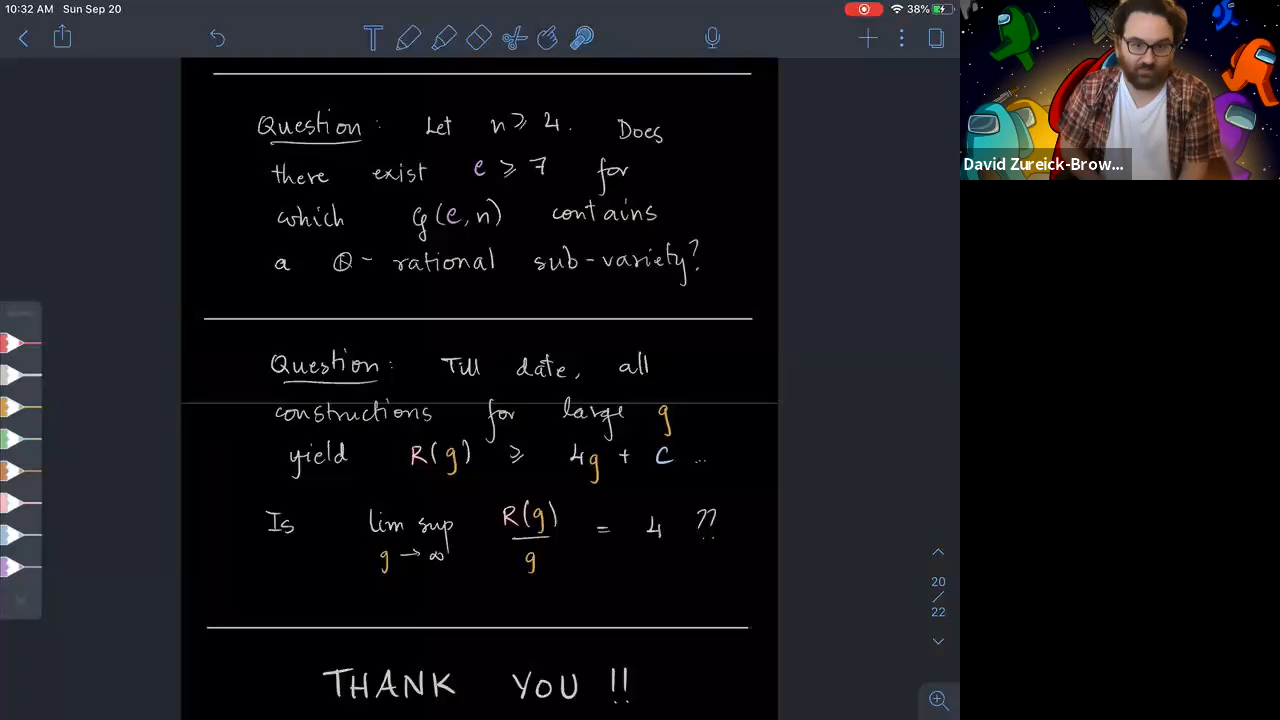 10:32 AM Sun Sep 20
38%
David Zureick-Brow...
Question: Let n ≥ 4. Does
there exist e ≥ 7 for
which g(e, n) contains
a Q-rational sub-variety?
Question: Till date, all
constructions for large g
yield R(g) ≥ 4g + C ...
Is lim sup g→∞ R(g)/g = 4 ??
THANK YOU !!
20
/
22